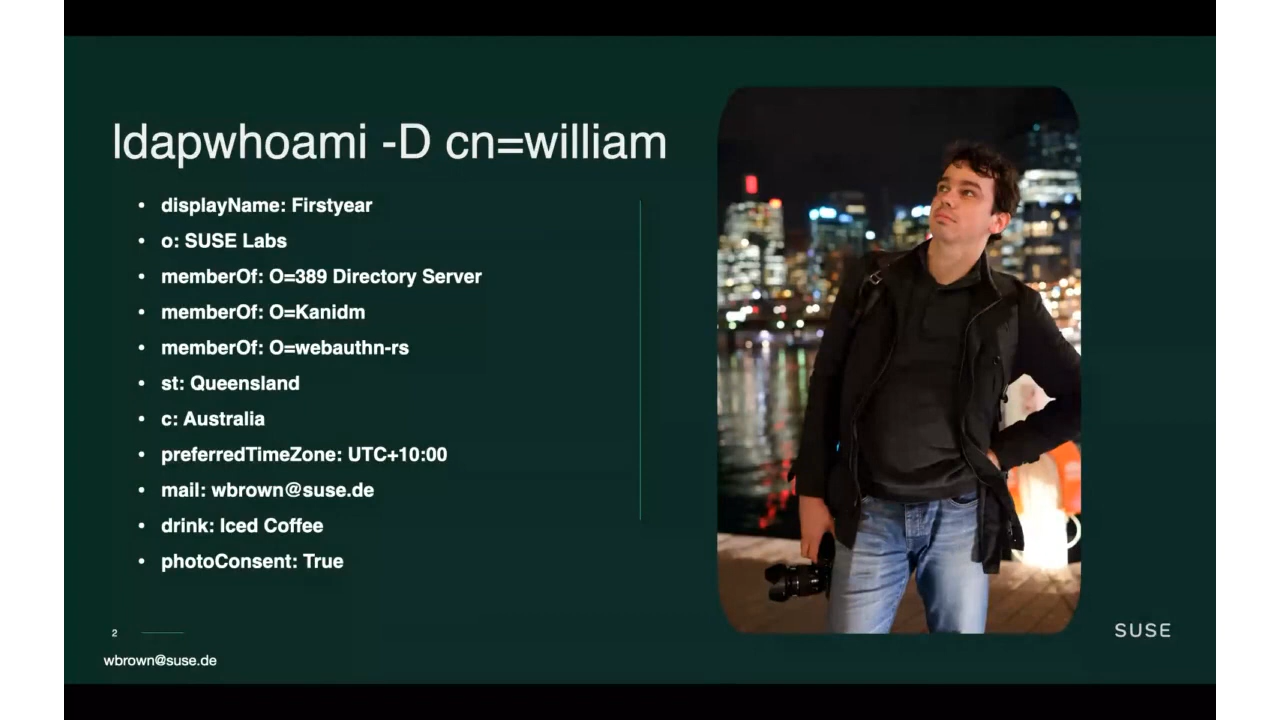 ldapwhoami -D cn=william
• displayName: Firstyear
• o: SUSE Labs
• memberOf: O=389 Directory Server
• memberOf: O=Kanidm
• memberOf: O=webauthn-rs
• st: Queensland
• c: Australia
• preferredTimeZone: UTC+10:00
• mail: wbrown@suse.de
• drink: Iced Coffee
• photoConsent: True
2
wbrown@suse.de
SUSE